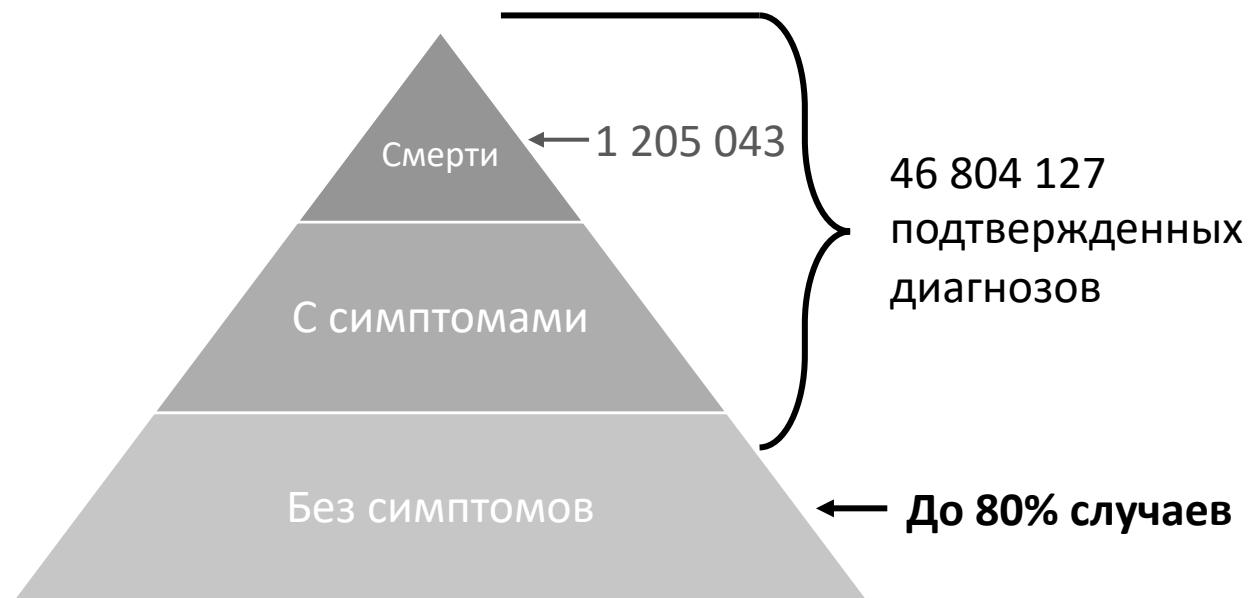 Смерти
1 205 043
46 804 127
подтвержденных
диагнозов
С симптомами
Без симптомов
До 80% случаев